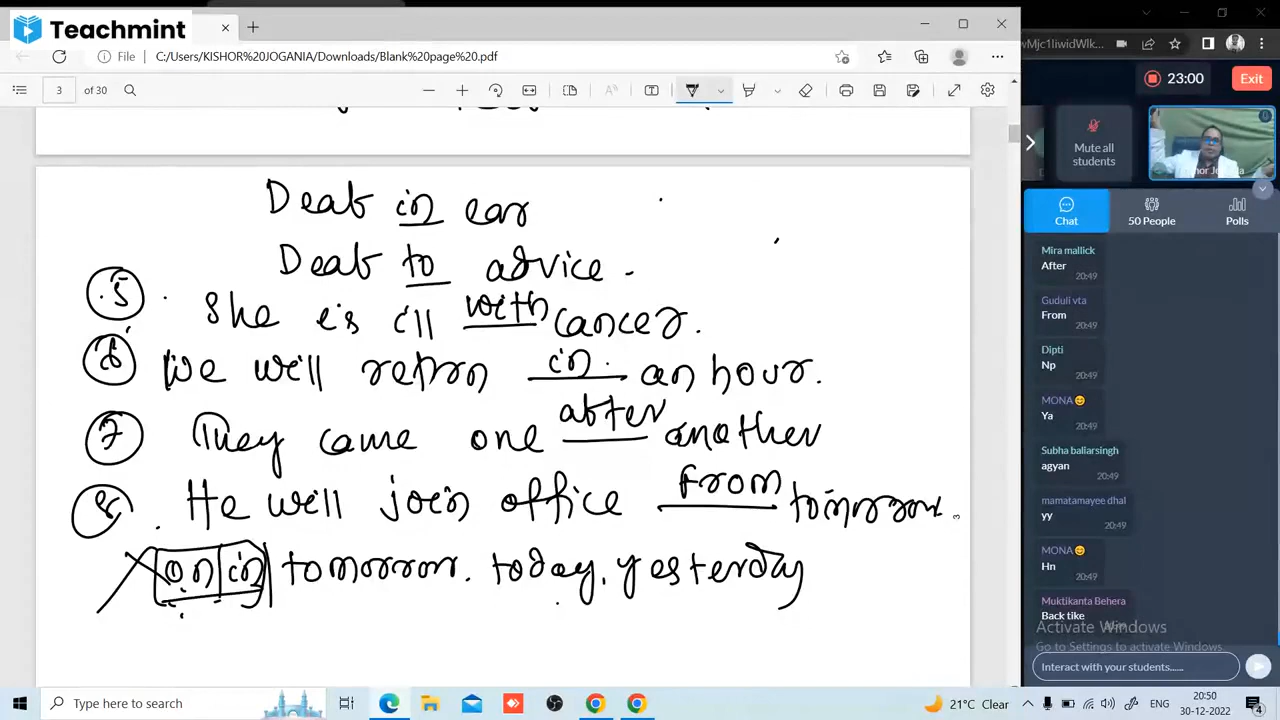 Teachmint
File C:/Users/KISHOR%20JOGANIA/Downloads/Blank%20page%20.pdf
3 of 30
Deaf in ear
Deaf to advice.
5. She is ill with cancer.
6 We will return in an hour.
7 They came one after another
8. He will join office from tomorrow.
on in tomorrow. today, yesterday
wMjc1IiwidWlk...
23:00 Exit
Mute all students
Chat 50 People Polls
Mira mallick
After
20:49
Guduli vta
From
20:49
Dipti
Np
20:49
MONA😊
Ya
20:49
Subha baliarsingh
agyan
20:49
mamatamayee dhal
yy
20:49
MONA😊
Hn
20:49
Muktikanta Behera
Back tike
Activate Windows
Go to Settings to activate Windows.
Interact with your students......
Type here to search
21°C Clear
ENG
20:50
30-12-2022
4